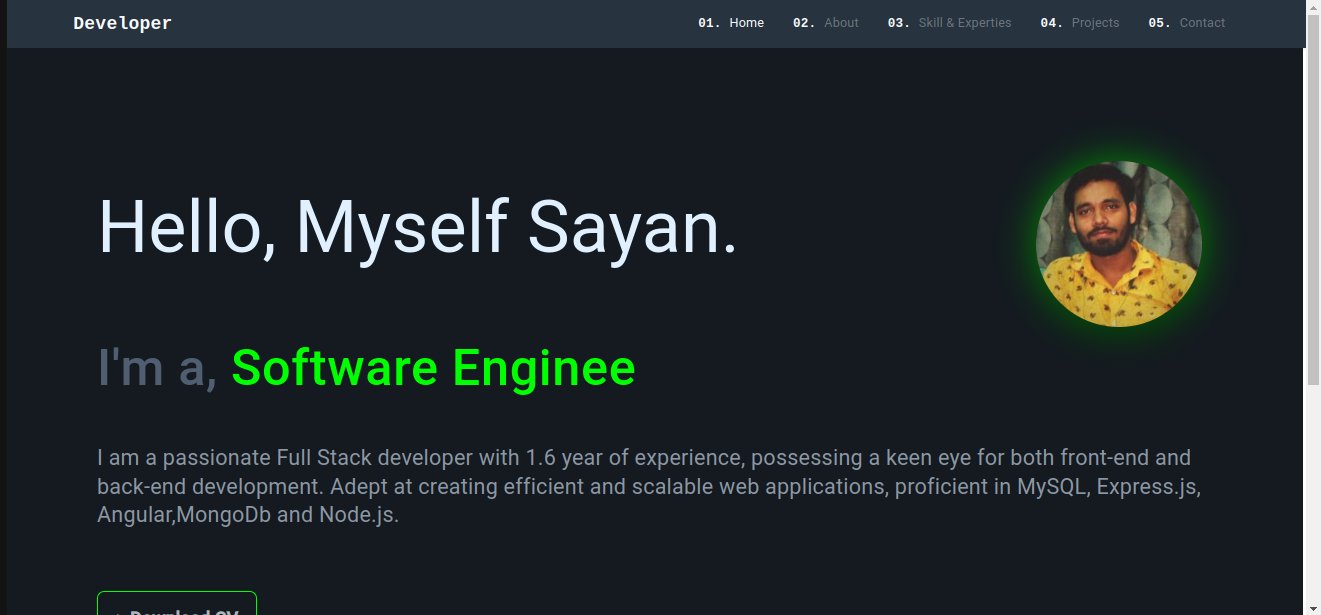 Developer
01. Home 02. About 03. Skill & Experties 04. Projects 05. Contact
Hello, Myself Sayan.
I'm a, Software Enginee
I am a passionate Full Stack developer with 1.6 year of experience, possessing a keen eye for both front-end and
back-end development. Adept at creating efficient and scalable web applications, proficient in MySQL, Express.js,
Angular,MongoDb and Node.js.
Download CV